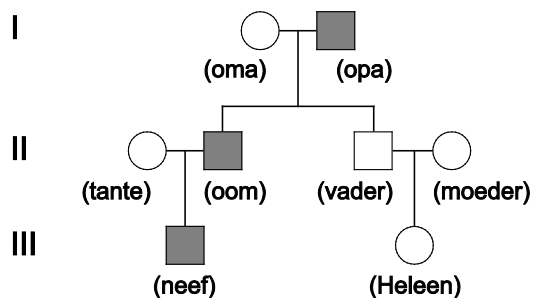 I
(oma) (opa)
II
(tante) (oom) (vader) (moeder)
III
(neef) (Heleen)